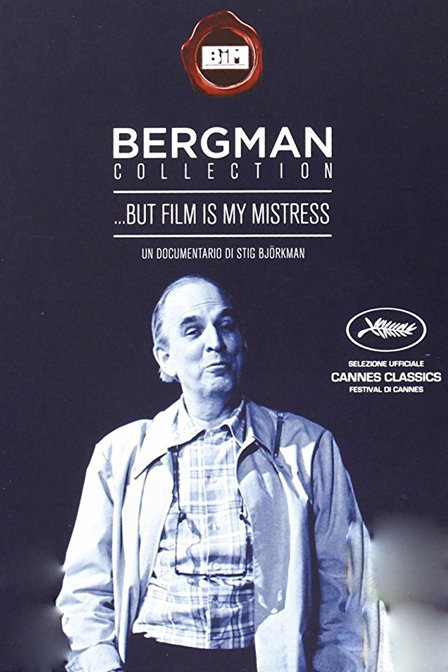 BiM
BERGMAN
COLLECTION
...BUT FILM IS MY MISTRESS
UN DOCUMENTARIO DI STIG BJÖRKMAN
SELEZIONE UFFICIALE
CANNES CLASSICS
FESTIVAL DI CANNES